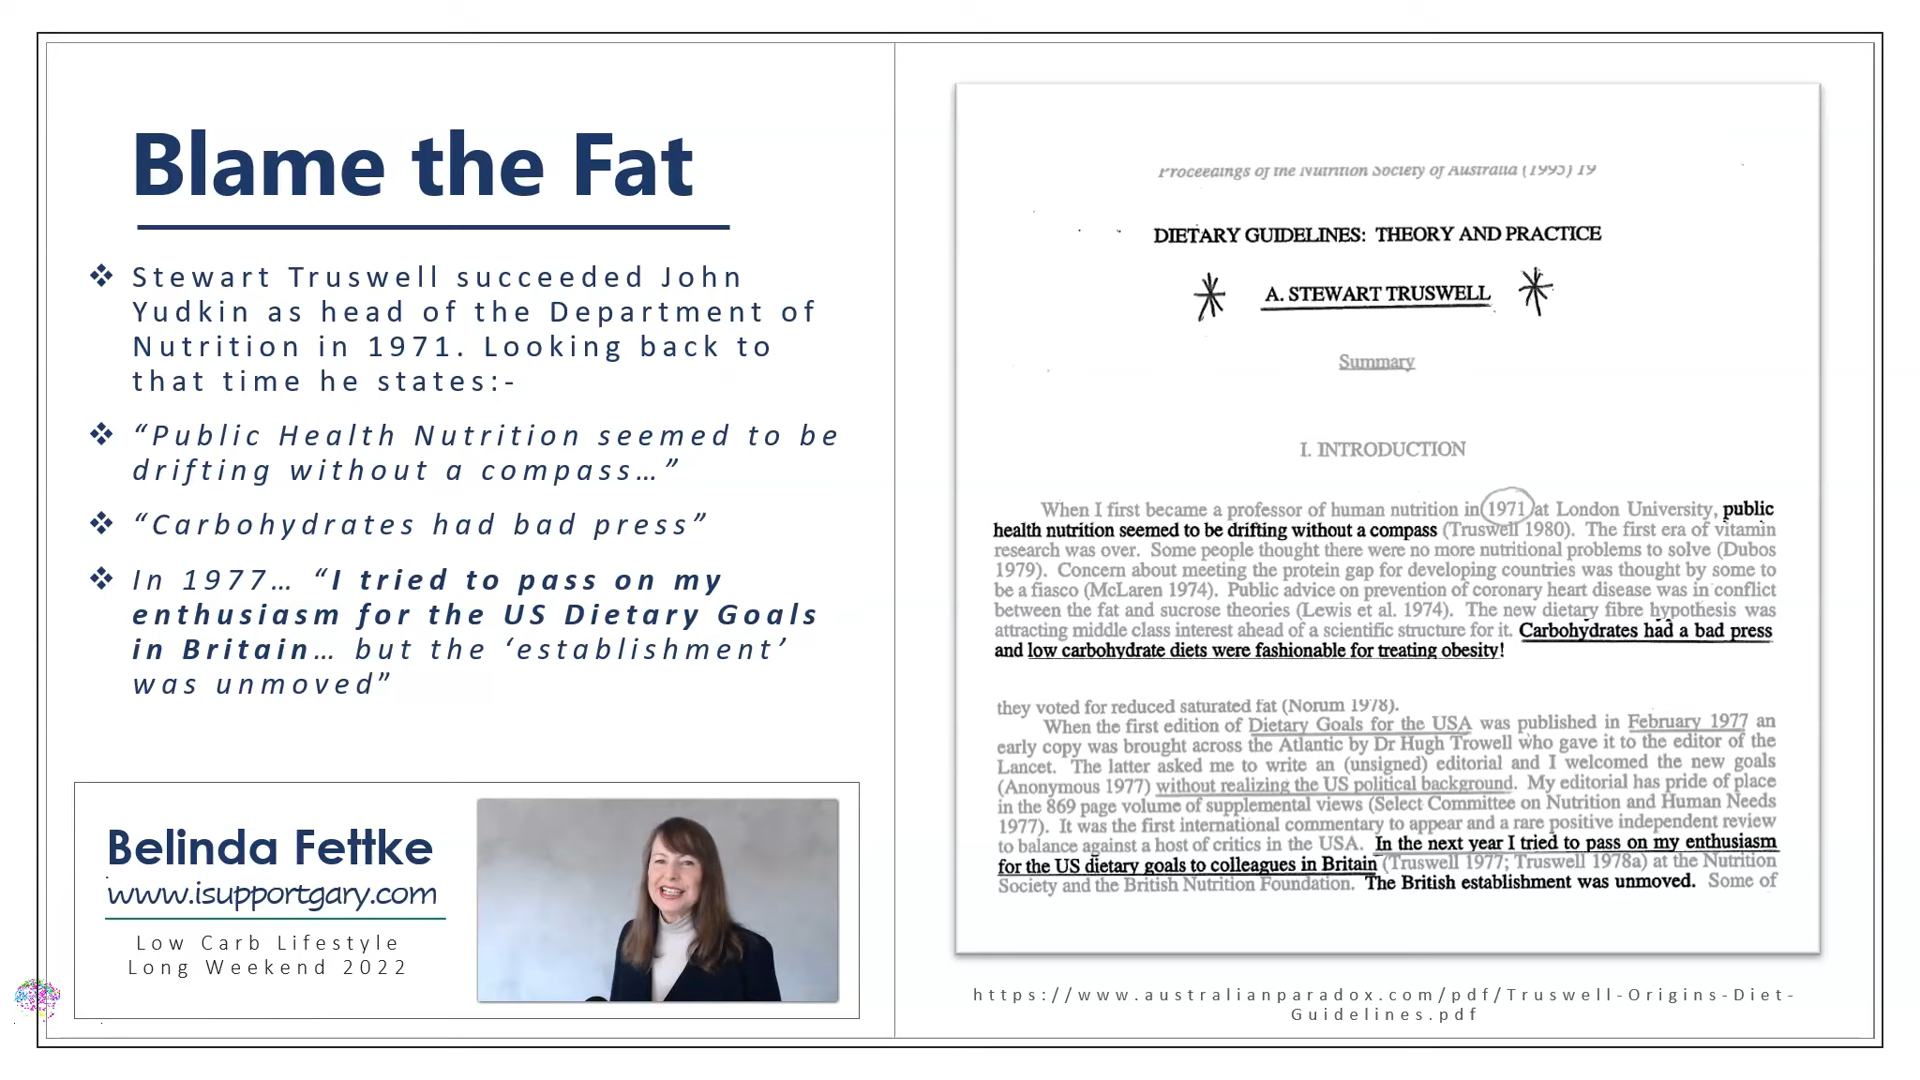 Blame the Fat
Stewart Truswell succeeded John
Yudkin as head of the Department of
Nutrition in 1971. Looking back to
that time he states:-
“Public Health Nutrition seemed to be
drifting without a compass…”
“Carbohydrates had bad press”
In 1977… “I tried to pass on my
enthusiasm for the US Dietary Goals
in Britain… but the ‘establishment’
was unmoved”
Belinda Fettke
www.isupportgary.com
Low Carb Lifestyle
Long Weekend 2022
Proceedings of the Nutrition Society of Australia (1995) 19
DIETARY GUIDELINES: THEORY AND PRACTICE
A. STEWART TRUSWELL
Summary
I. INTRODUCTION
When I first became a professor of human nutrition in 1971 at London University, public
health nutrition seemed to be drifting without a compass (Truswell 1980). The first era of vitamin
research was over. Some people thought there were no more nutritional problems to solve (Dubos
1979). Concern about meeting the protein gap for developing countries was thought by some to
be a fiasco (McLaren 1974). Public advice on prevention of coronary heart disease was in conflict
between the fat and sucrose theories (Lewis et al. 1974). The new dietary fibre hypothesis was
attracting middle class interest ahead of a scientific structure for it. Carbohydrates had a bad press
and low carbohydrate diets were fashionable for treating obesity!
they voted for reduced saturated fat (Norum 1978).
When the first edition of Dietary Goals for the USA was published in February 1977 an
early copy was brought across the Atlantic by Dr Hugh Trowell who gave it to the editor of the
Lancet. The latter asked me to write an (unsigned) editorial and I welcomed the new goals
(Anonymous 1977) without realizing the US political background. My editorial has pride of place
in the 869 page volume of supplemental views (Select Committee on Nutrition and Human Needs
1977). It was the first international commentary to appear and a rare positive independent review
to balance against a host of critics in the USA. In the next year I tried to pass on my enthusiasm
for the US dietary goals to colleagues in Britain (Truswell 1977; Truswell 1978a) at the Nutrition
Society and the British Nutrition Foundation. The British establishment was unmoved. Some of
https://www.australianparadox.com/pdf/Truswell-Origins-Diet-
Guidelines.pdf